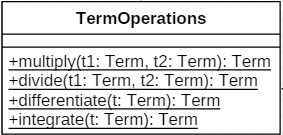 TermOperations
+multiply(t1: Term, t2: Term): Term
+divide(t1: Term, t2: Term): Term
+differentiate(t: Term): Term
+integrate(t: Term): Term